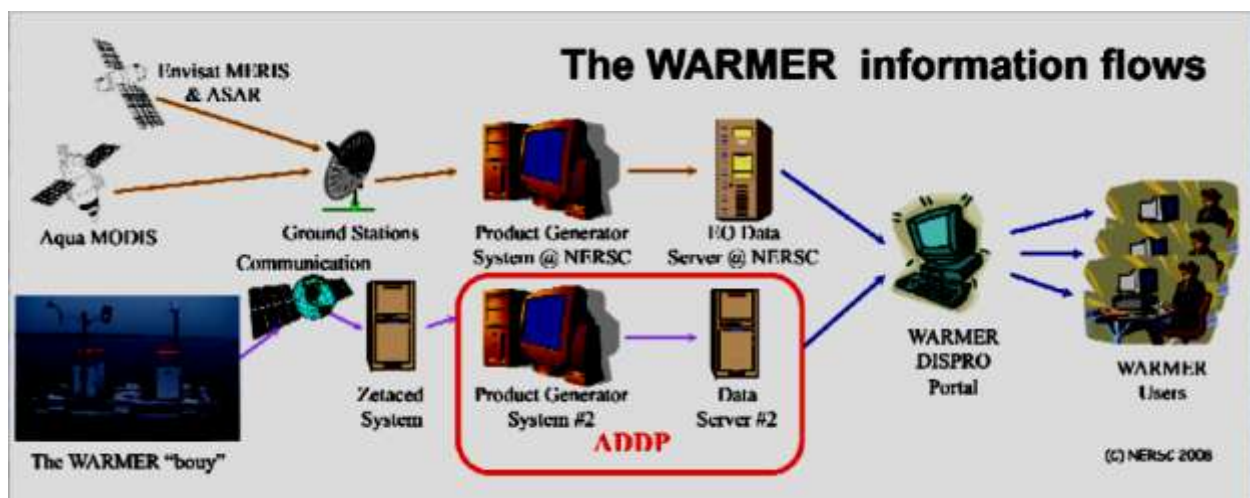 The WARMER information flows
Envisat MERIS
& ASAR
Aqua MODIS
Ground Stations
Product Generator
System @ NERSC
EO Data
Server @ NERSC
Communication
The WARMER “bouy”
Zetaced
System
Product Generator
System #2
Data
Server #2
ADDP
WARMER
DISPRO
Portal
WARMER
Users
(C) NERSC 2008